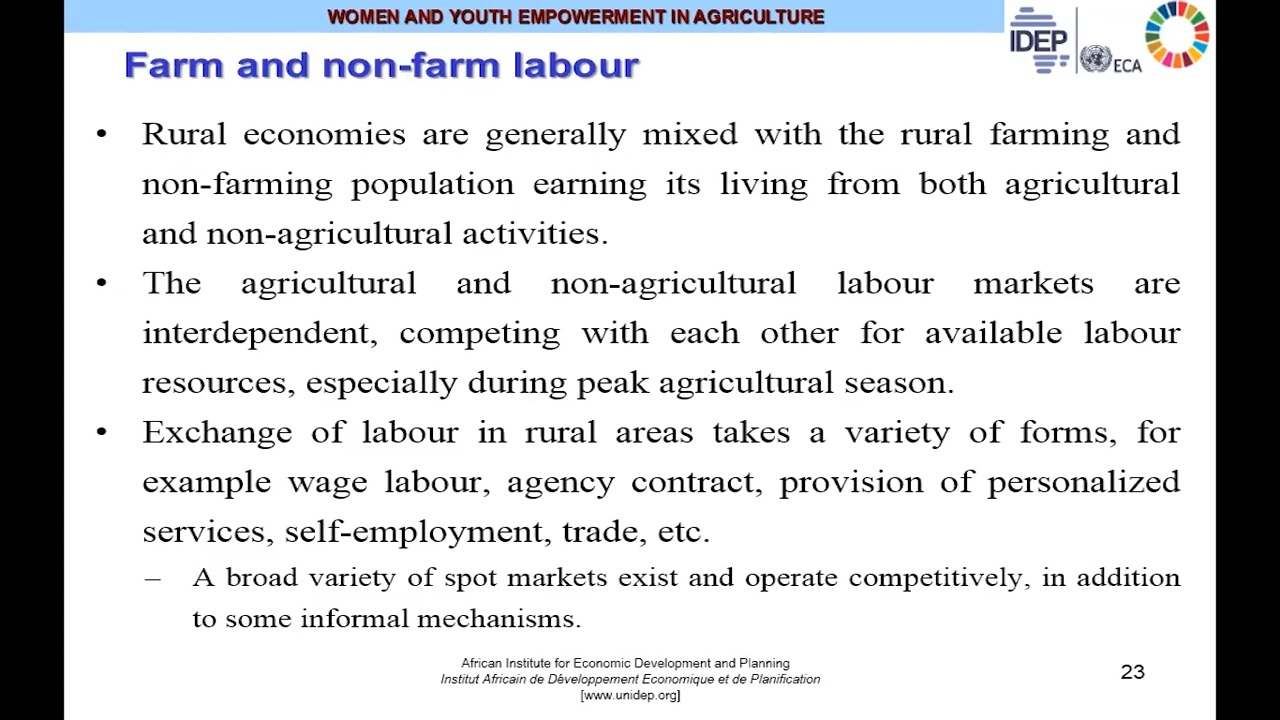 WOMEN AND YOUTH EMPOWERMENT IN AGRICULTURE
IDEP
ECA
Farm and non-farm labour
• Rural economies are generally mixed with the rural farming and
non-farming population earning its living from both agricultural
and non-agricultural activities.
• The agricultural and non-agricultural labour markets are
interdependent, competing with each other for available labour
resources, especially during peak agricultural season.
• Exchange of labour in rural areas takes a variety of forms, for
example wage labour, agency contract, provision of personalized
services, self-employment, trade, etc.
– A broad variety of spot markets exist and operate competitively, in addition
to some informal mechanisms.
African Institute for Economic Development and Planning
Institut Africain de Développement Economique et de Planification
[www.unidep.org]
23